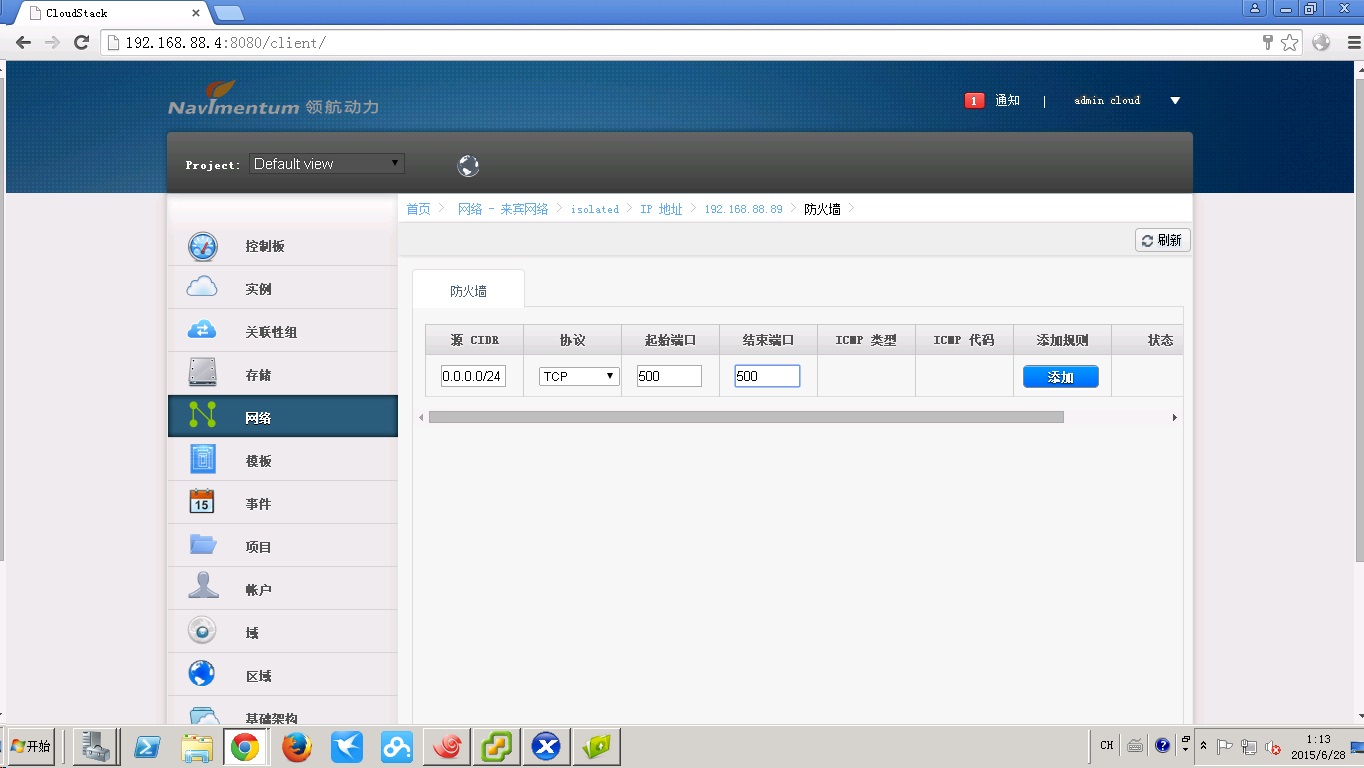 CloudStack
192.168.88.4:8080/client/
Navimentum 领航动力
1 通知 | admin cloud
Project: Default view
首页 网络 - 来宾网络 isolated IP 地址 192.168.88.89 防火墙
刷新
控制板
实例
关联性组
存储
网络
模板
事件
项目
帐户
域
区域
基础架构
防火墙
源 CIDR 协议 起始端口 结束端口 ICMP 类型 ICMP 代码 添加规则 状态
0.0.0.0/24 TCP 500 500 添加
开始
CH
1:13
2015/6/28
15